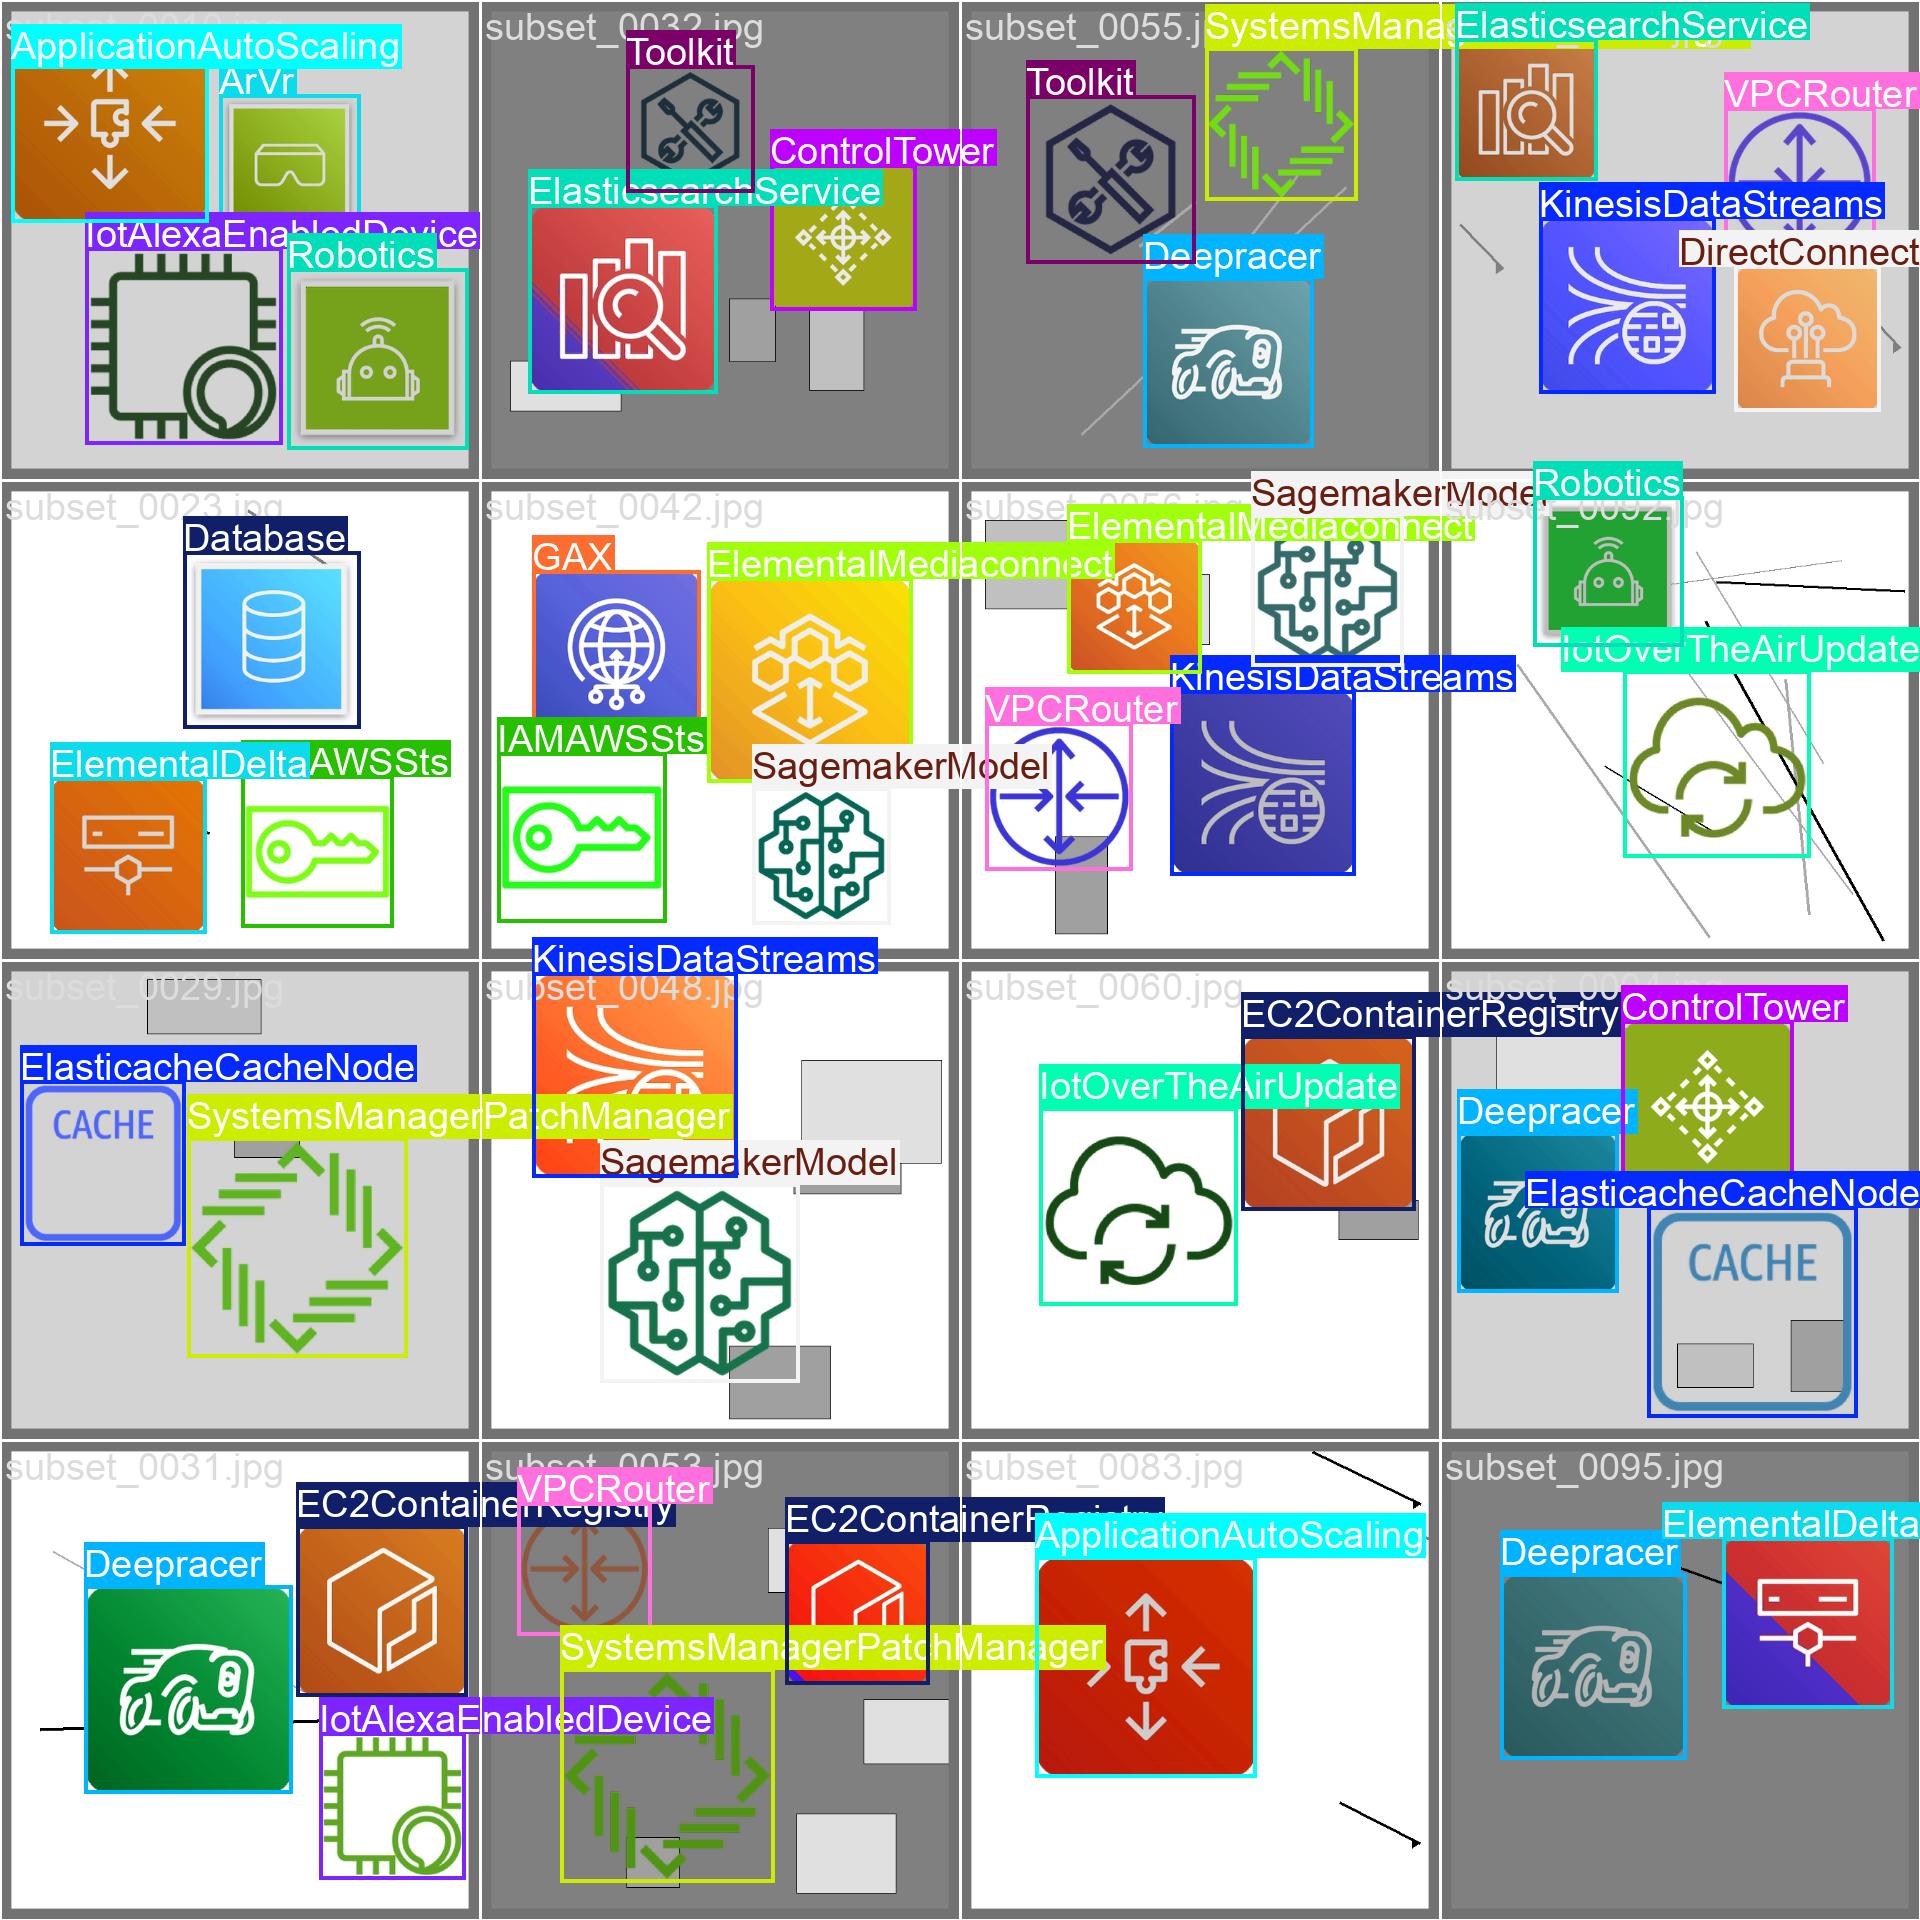 ApplicationAutoScaling
ArVr
IotAlexaEnabledDevice
Robotics
subset_0032.jpg
Toolkit
ControlTower
ElasticsearchService
subset_0055.j
SystemsManag
Toolkit
Deepracer
ElasticsearchService
VPCRouter
KinesisDataStreams
DirectConnect
subset_0023.jpg
Database
ElementalDelta
AWSSts
subset_0042.jpg
GAX
ElementalMediaconnect
IAMAWSSts
SagemakerModel
subset_0056.jpg
SagemakerModel
ElementalMediaconnect
KinesisDataStreams
VPCRouter
subset_0092.jpg
Robotics
IotOverTheAirUpdate
subset_0029.jpg
ElasticacheCacheNode
CACHE
SystemsManagerPatchManager
KinesisDataStreams
subset_0048.jpg
SagemakerModel
subset_0060.jpg
EC2ContainerRegistry
IotOverTheAirUpdate
ControlTower
Deepracer
ElasticacheCacheNode
CACHE
subset_0031.jpg
EC2ContainerRegistry
Deepracer
IotAlexaEnabledDevice
subset_0053.jpg
VPCRouter
EC2ContainerRegistry
SystemsManagerPatchManager
subset_0083.jpg
ApplicationAutoScaling
subset_0095.jpg
ElementalDelta
Deepracer